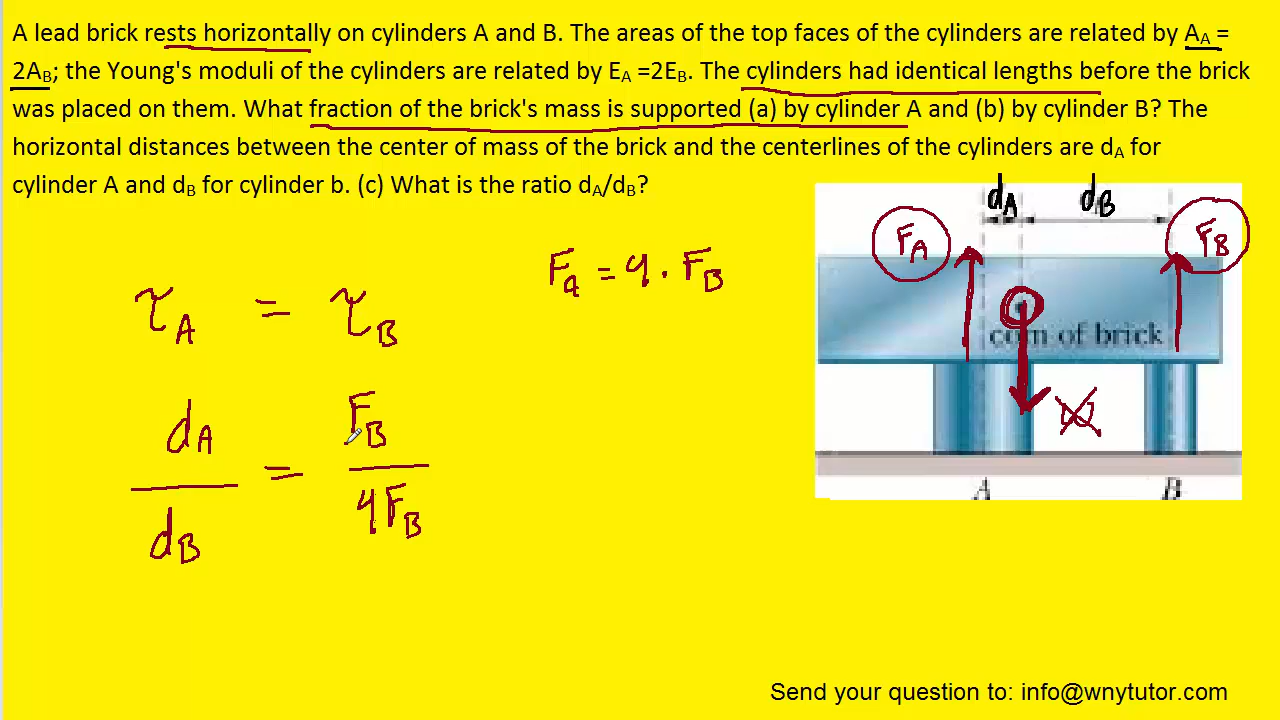 A lead brick rests horizontally on cylinders A and B. The areas of the top faces of the cylinders are related by A_A =
2A_B; the Young's moduli of the cylinders are related by E_A =2E_B. The cylinders had identical lengths before the brick
was placed on them. What fraction of the brick's mass is supported (a) by cylinder A and (b) by cylinder B? The
horizontal distances between the center of mass of the brick and the centerlines of the cylinders are d_A for
cylinder A and d_B for cylinder b. (c) What is the ratio d_A/d_B?
d_A d_B
F_A F_B
F_a = 4 · F_B
τ_A = τ_B
com of brick
d_A / d_B = F_B / 4F_B
W
A B
Send your question to: info@wnytutor.com